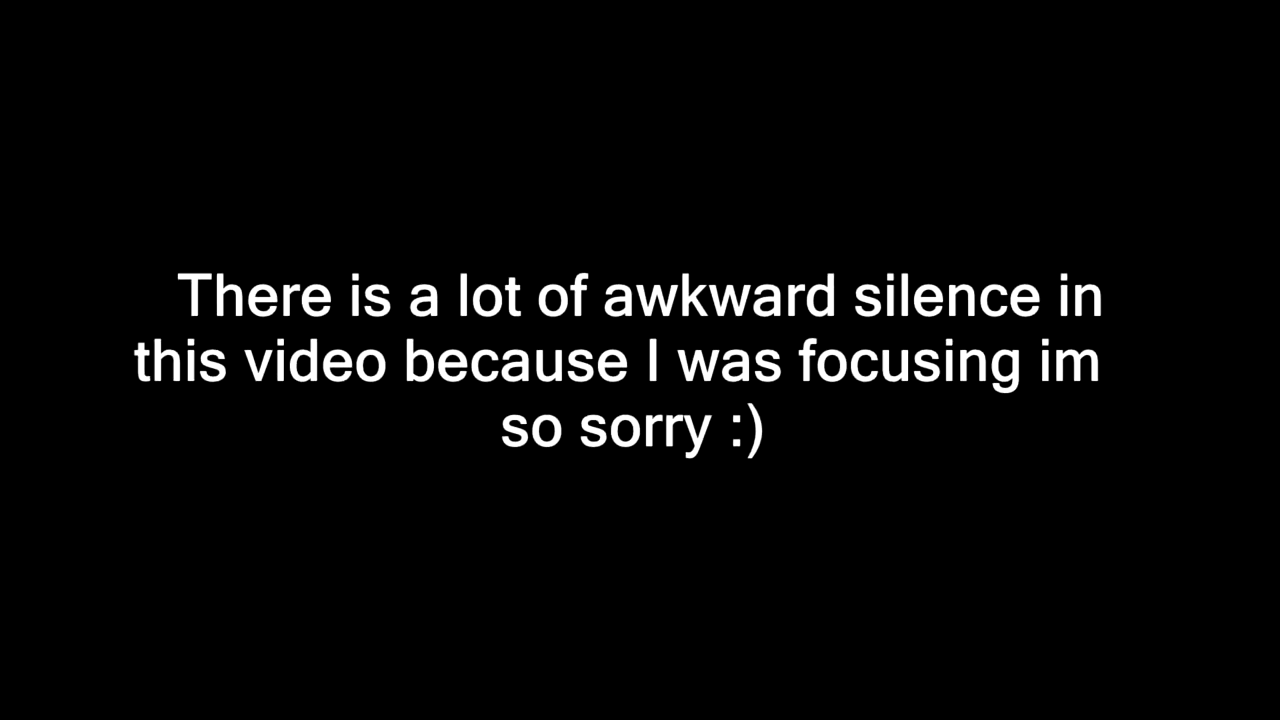 There is a lot of awkward silence in
this video because I was focusing im
so sorry :)